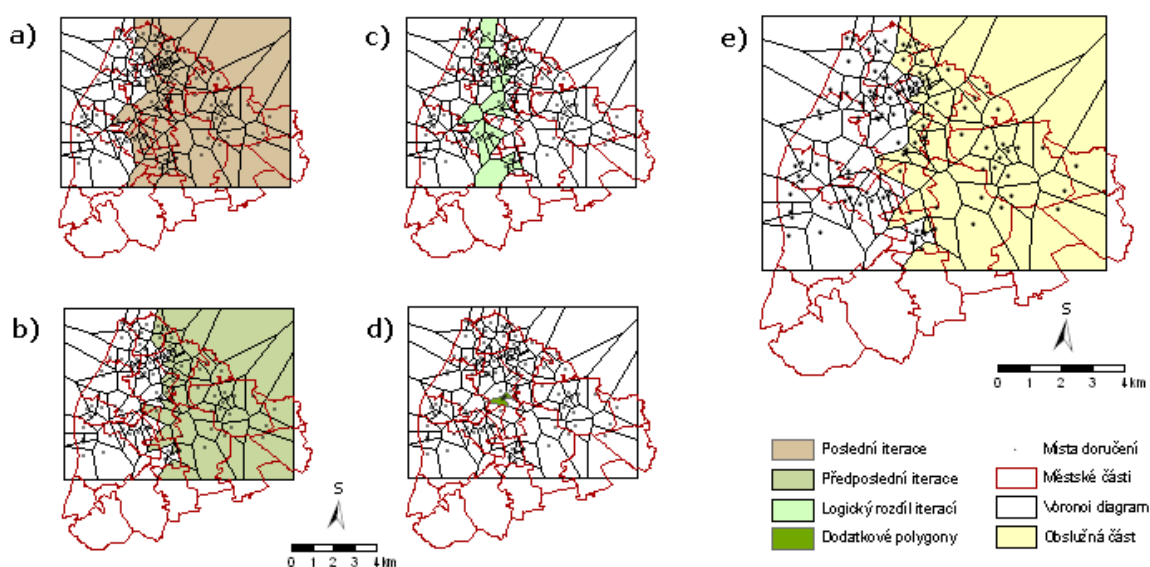 a)
c)
e)
b)
d)
S
0 1 2 3 4 km
S
0 1 2 3 4 km
Poslední iterace
Předposlední iterace
Logický rozdíl iterací
Dodatkové polygony
Místa doručení
Městské části
Voronoi diagram
Obslužná část